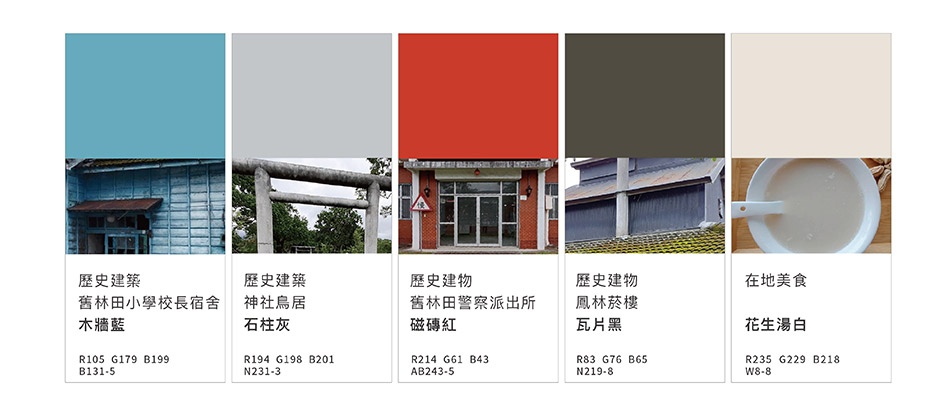 歷史建築
舊林田小學校長宿舍
木牆藍
R105 G179 B199
B131-5
歷史建築
神社鳥居
石柱灰
R194 G198 B201
N231-3
慢
歷史建物
舊林田警察派出所
磁磚紅
R214 G61 B43
AB243-5
歷史建物
鳳林菸樓
瓦片黑
R83 G76 B65
N219-8
在地美食
花生湯白
R235 G229 B218
W8-8